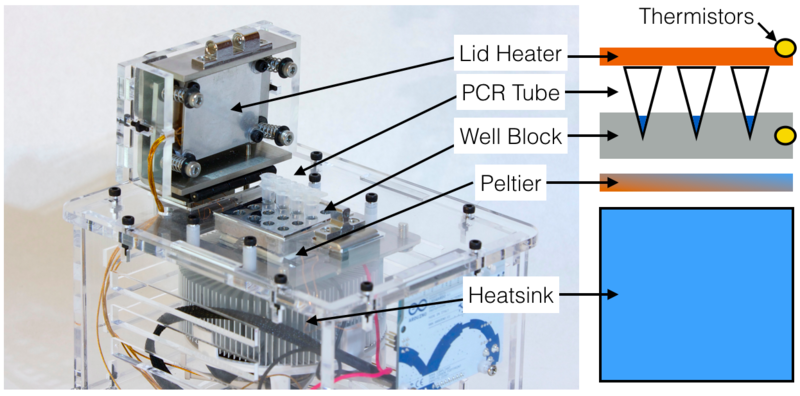 Thermistors
Lid Heater
PCR Tube
Well Block
Peltier
Heatsink